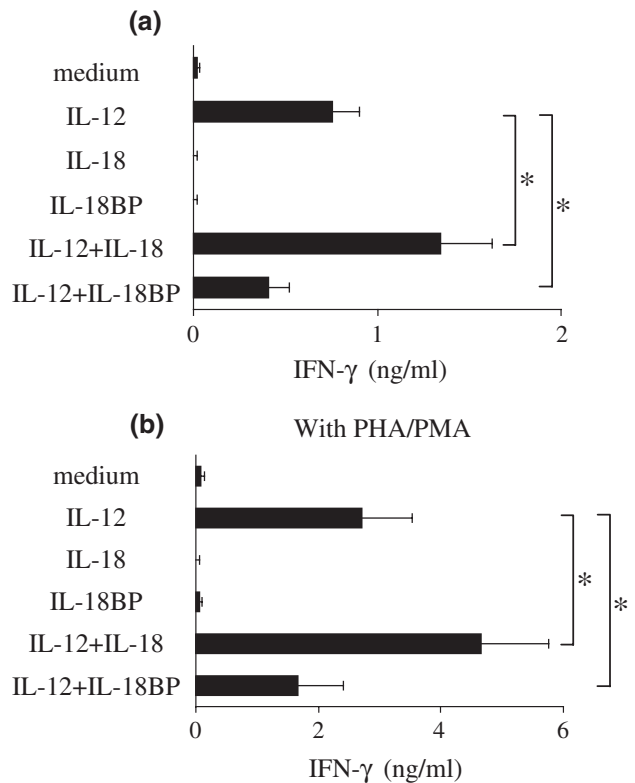 (a)
medium
IL-12
IL-18
IL-18BP
IL-12+IL-18
IL-12+IL-18BP
*
*
0
1
2
IFN-γ (ng/ml)
(b)
With PHA/PMA
medium
IL-12
IL-18
IL-18BP
IL-12+IL-18
IL-12+IL-18BP
*
*
0
2
4
6
IFN-γ (ng/ml)